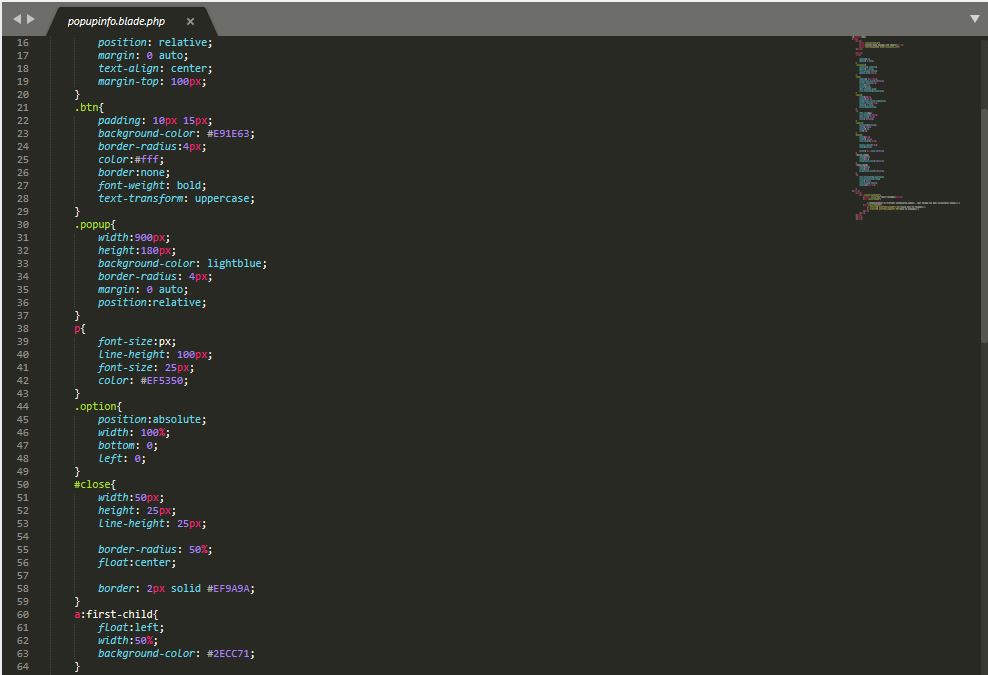 popupinfo.blade.php ×
16 position: relative;
17 margin: 0 auto;
18 text-align: center;
19 margin-top: 100px;
20 }
21 .btn{
22 padding: 10px 15px;
23 background-color: #E91E63;
24 border-radius:4px;
25 color:#fff;
26 border:none;
27 font-weight: bold;
28 text-transform: uppercase;
29 }
30 .popup{
31 width:900px;
32 height:180px;
33 background-color: lightblue;
34 border-radius: 4px;
35 margin: 0 auto;
36 position:relative;
37 }
38 p{
39 font-size:px;
40 line-height: 100px;
41 font-size: 25px;
42 color: #EF5350;
43 }
44 .option{
45 position:absolute;
46 width: 100%;
47 bottom: 0;
48 left: 0;
49 }
50 #close{
51 width:50px;
52 height: 25px;
53 line-height: 25px;
54
55 border-radius: 50%;
56 float:center;
57
58 border: 2px solid #EF9A9A;
59 }
60 a:first-child{
61 float:left;
62 width:50%;
63 background-color: #2ECC71;
64 }